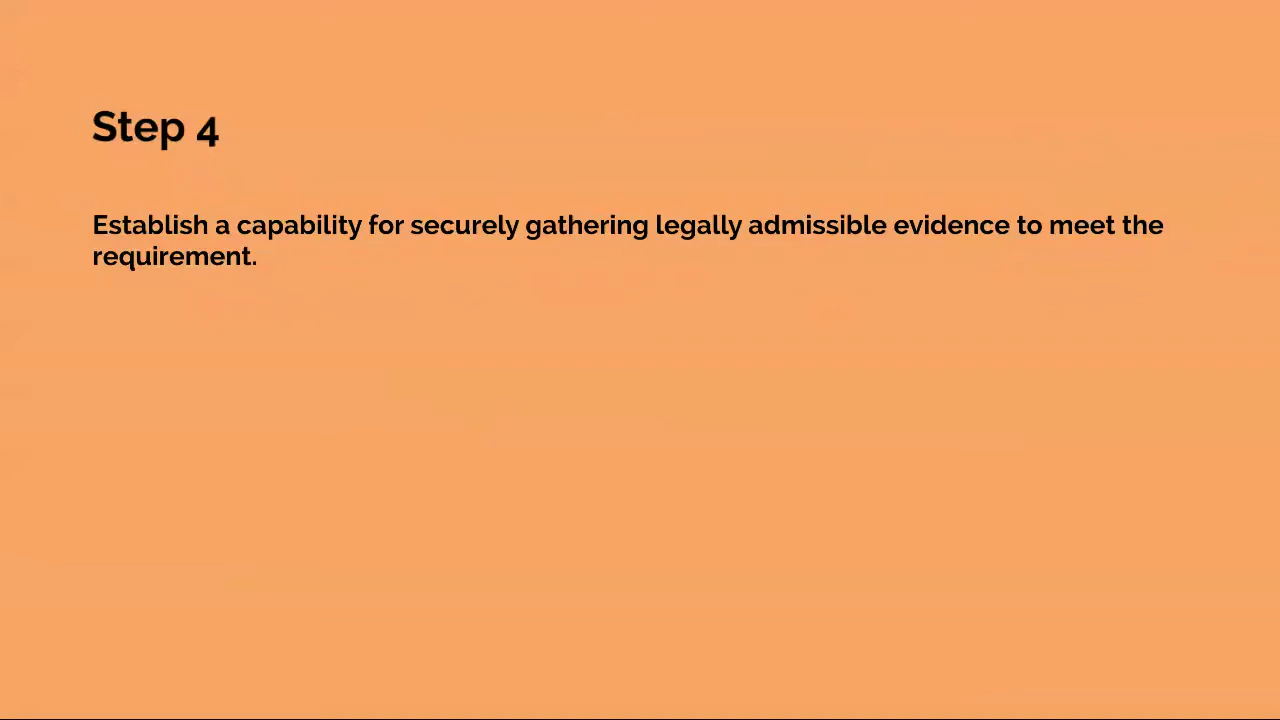 Step 4
Establish a capability for securely gathering legally admissible evidence to meet the
requirement.